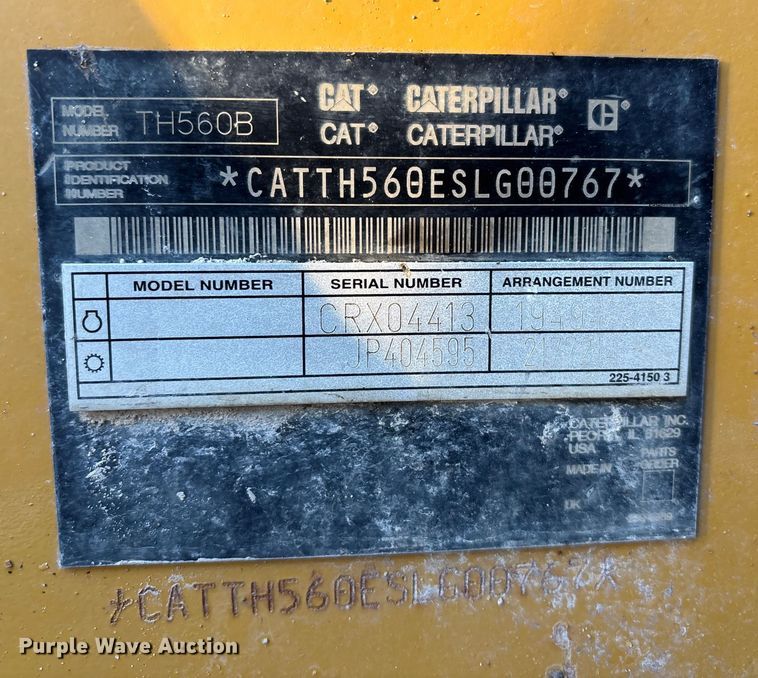 CAT® CATERPILLAR®
MODEL NUMBER TH560B
CAT® CATERPILLAR®
PRODUCT IDENTIFICATION NUMBER *CATTH560ESLG00767*
MODEL NUMBER SERIAL NUMBER ARRANGEMENT NUMBER
CRX04413
JP404595
225-4150 3
CATERPILLAR INC.
PEORIA, IL 61629
USA
MADE IN
PARTS ORDER
UK
*CATTH560ESLG00767*
Purple Wave Auction